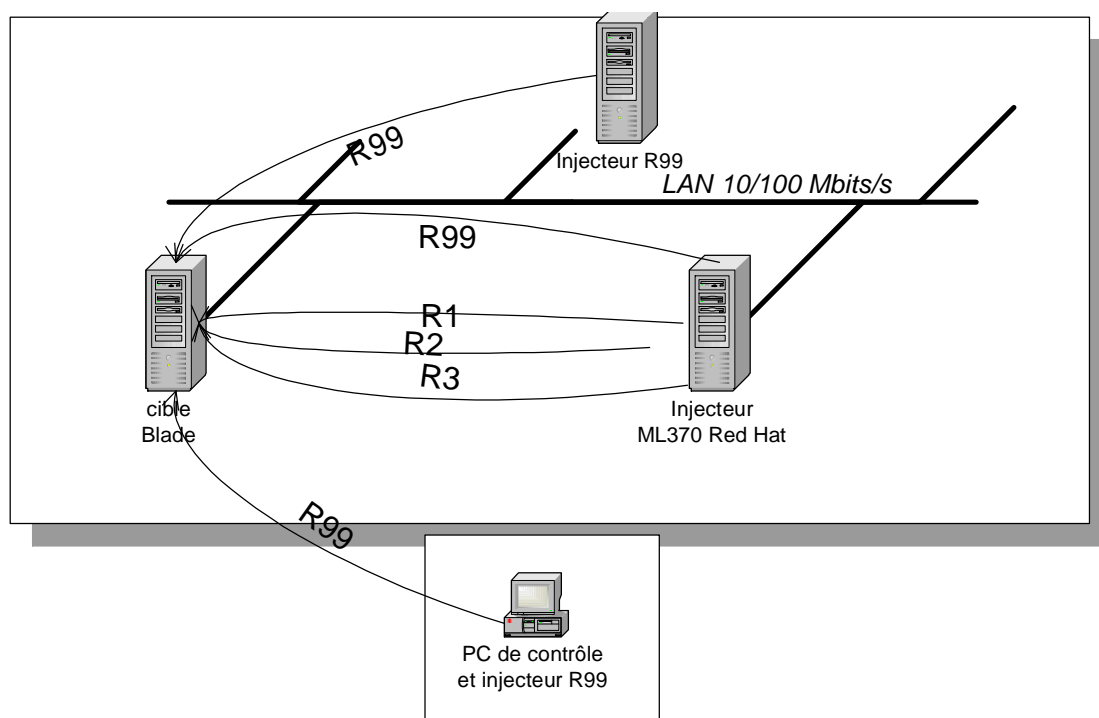 R99
Injecteur R99
LAN 10/100 Mbits/s
R99
R1
R2
R3
cible
Blade
Injecteur
ML370 Red Hat
R99
PC de contrôle
et injecteur R99